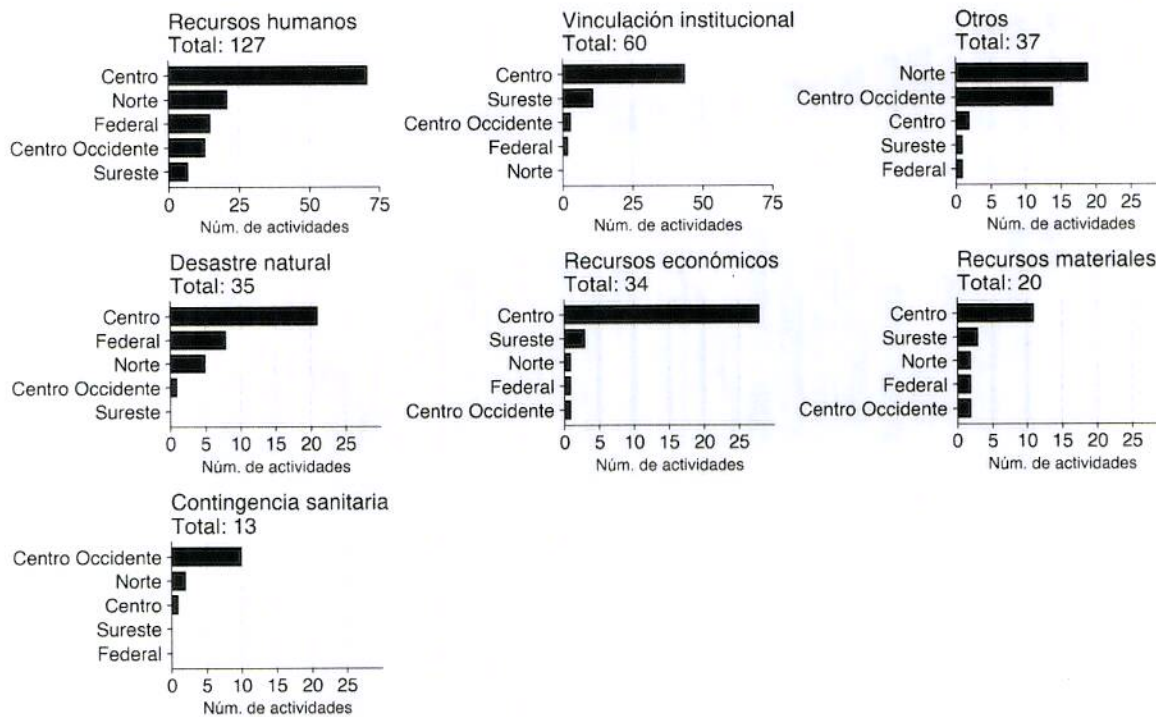 Recursos humanos
Total: 127
Centro
Norte
Federal
Centro Occidente
Sureste
0 25 50 75
Núm. de actividades
Vinculación institucional
Total: 60
Centro
Sureste
Centro Occidente
Federal
Norte
0 25 50 75
Núm. de actividades
Otros
Total: 37
Norte
Centro Occidente
Centro
Sureste
Federal
0 5 10 15 20 25
Núm. de actividades
Desastre natural
Total: 35
Centro
Federal
Norte
Centro Occidente
Sureste
0 5 10 15 20 25
Núm. de actividades
Recursos económicos
Total: 34
Centro
Sureste
Norte
Federal
Centro Occidente
0 5 10 15 20 25
Núm. de actividades
Recursos materiales
Total: 20
Centro
Sureste
Norte
Federal
Centro Occidente
0 5 10 15 20 25
Núm. de actividades
Contingencia sanitaria
Total: 13
Centro Occidente
Norte
Centro
Sureste
Federal
0 5 10 15 20 25
Núm. de actividades